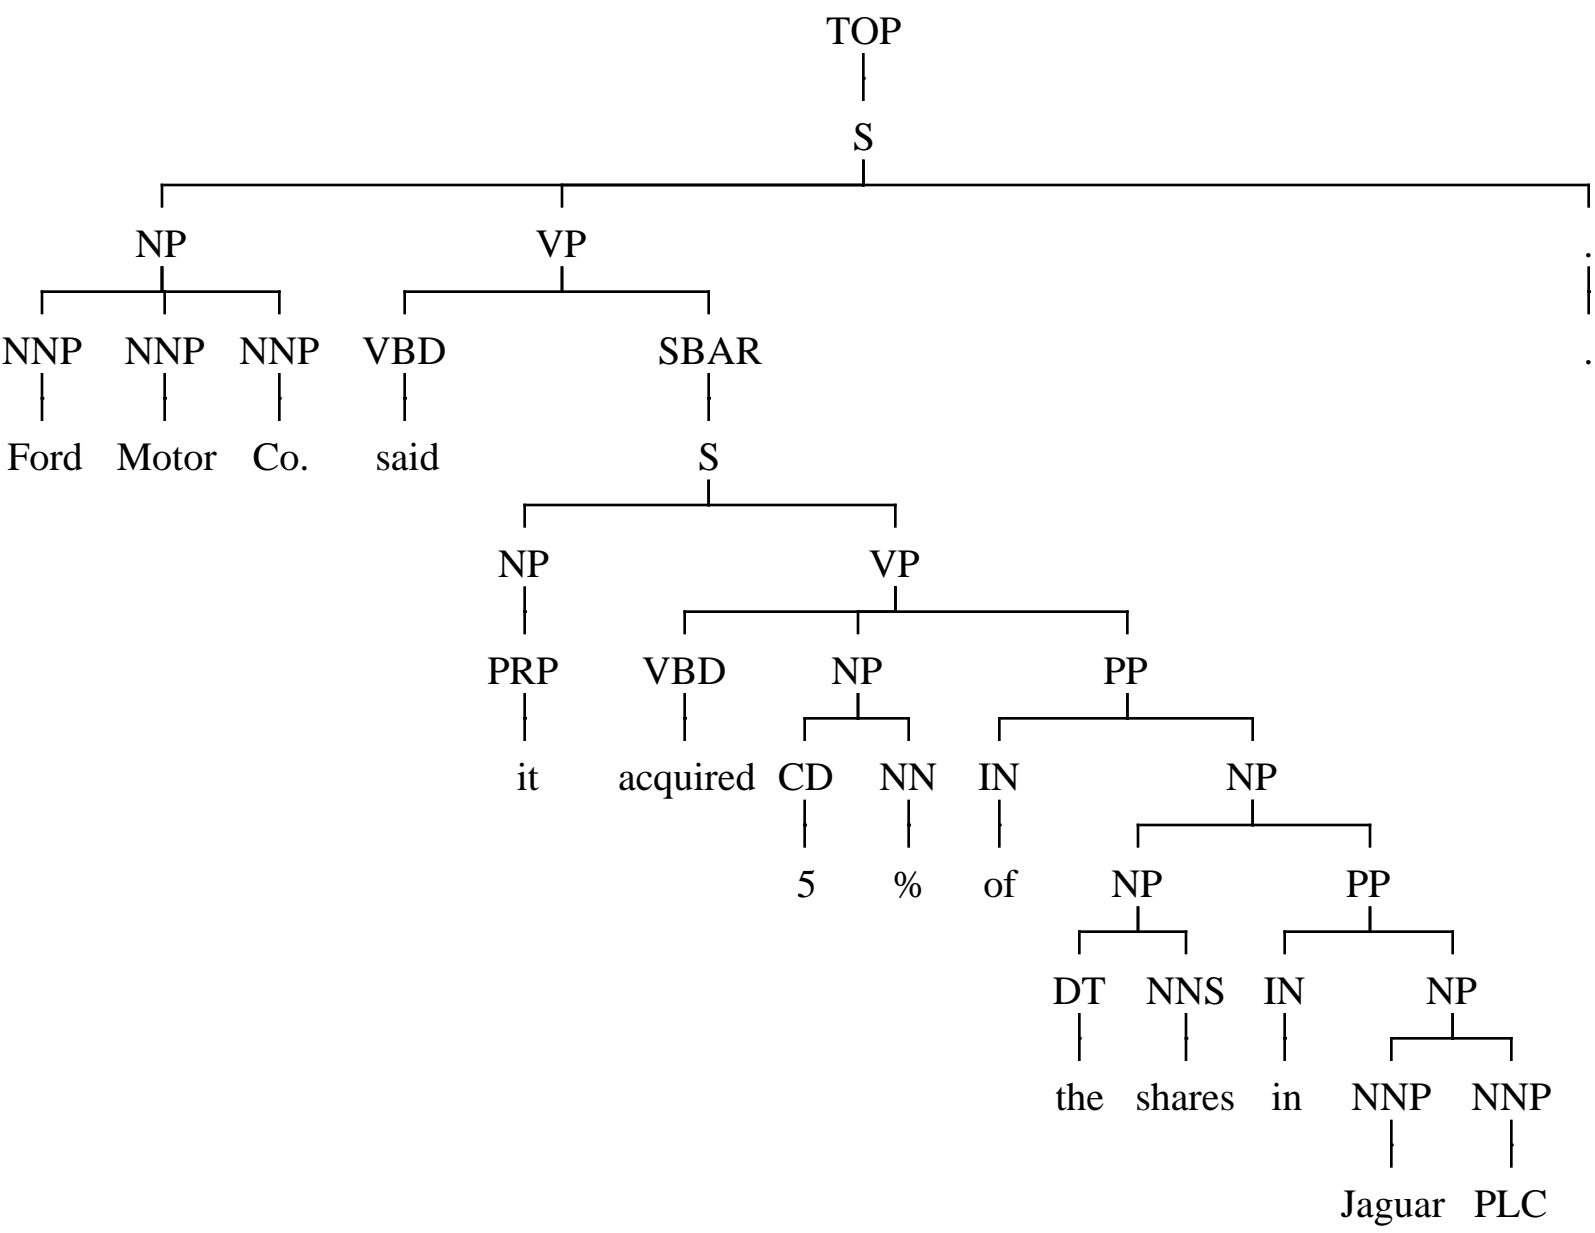 TOP
S
NP VP .
NNP NNP NNP VBD SBAR .
Ford Motor Co. said S
NP VP
PRP VBD NP PP
it acquired CD NN IN NP
5 % of NP PP
DT NNS IN NP
the shares in NNP NNP
Jaguar PLC